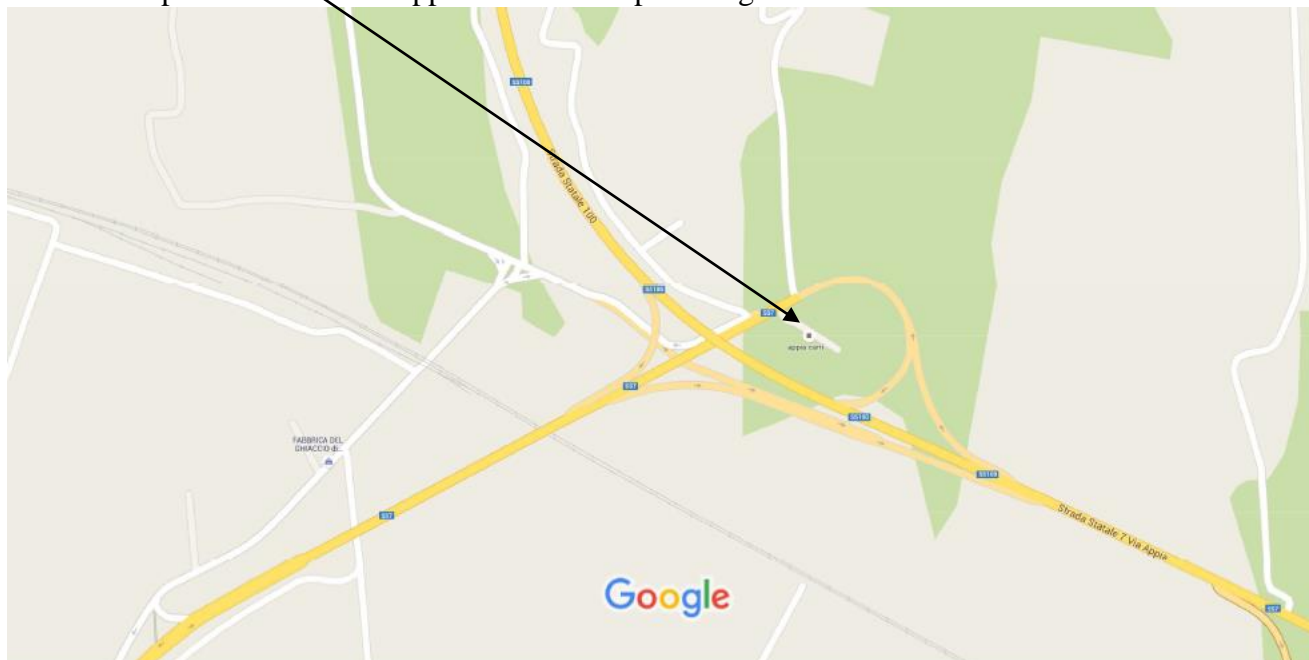 SS100
Strada Statale 100
SS100
SS7
appia carri
SS7
SS100
FABBRICA DEL
GHIACCIO di...
SS100
SS7
Strada Statale 7 Via Appia
Google
SS7